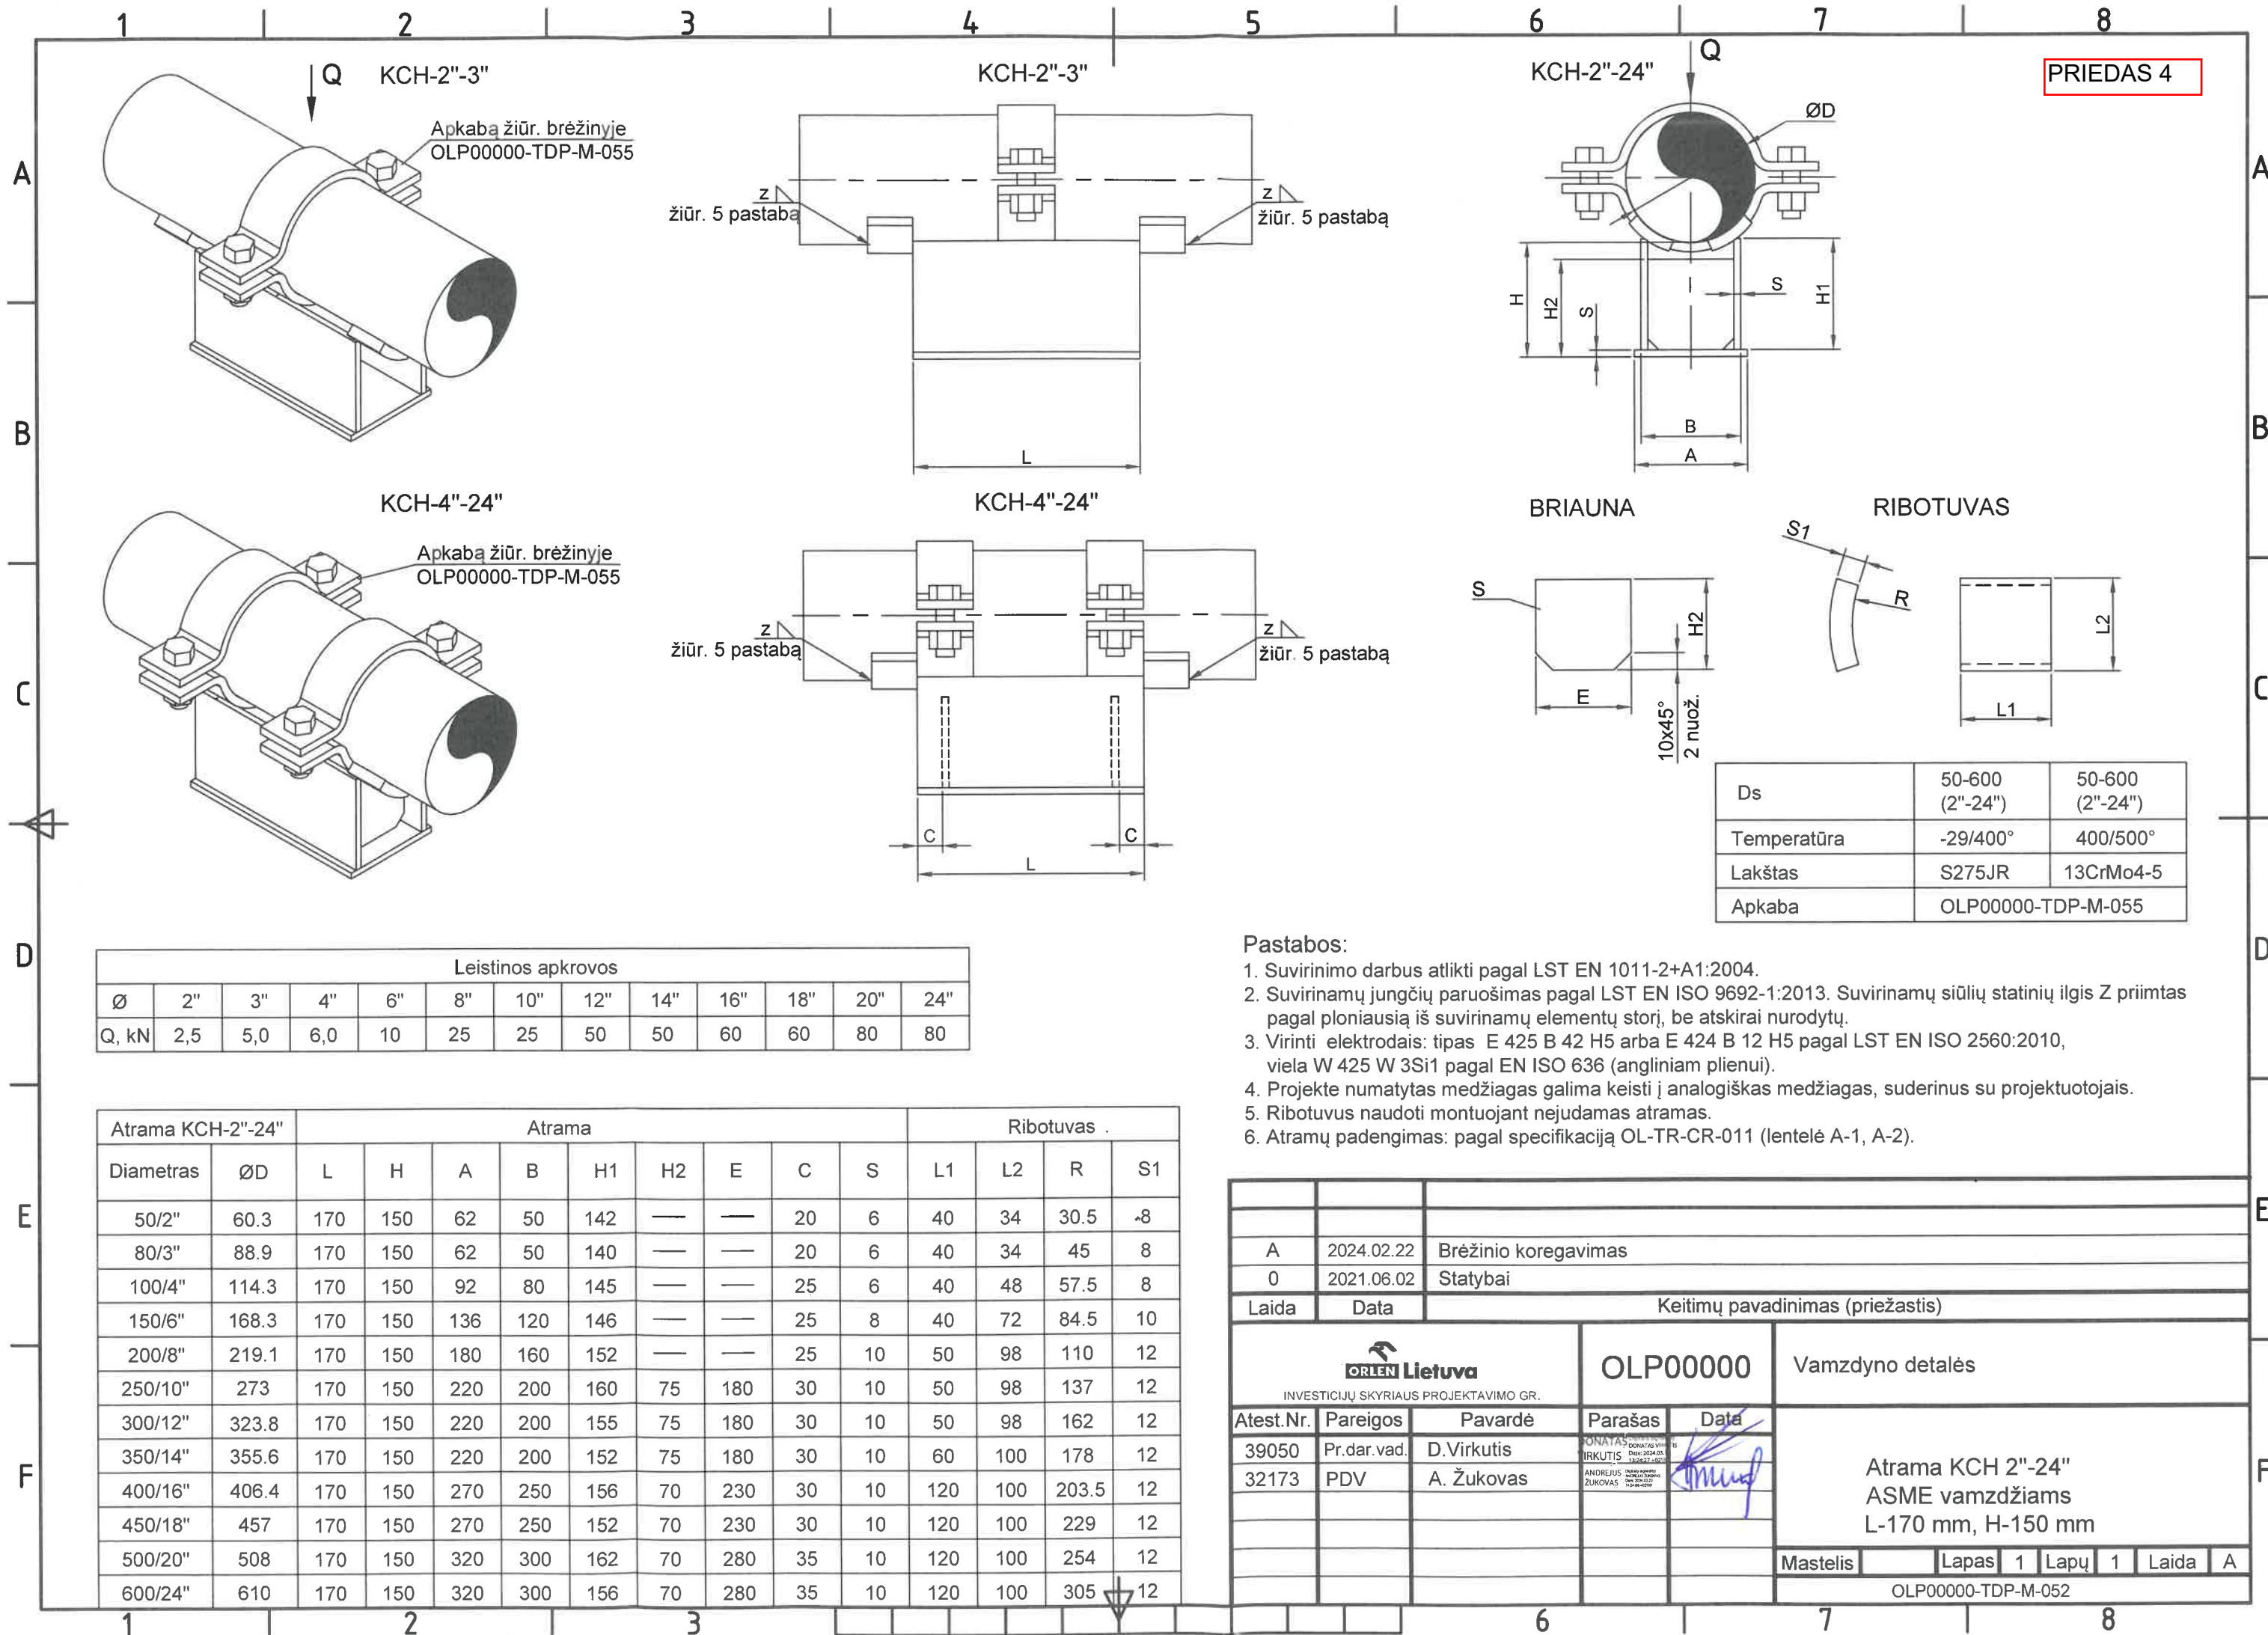 1 2 3 4 5 6 7 8
A
B
C
D
E
F
A
B
C
D
E
F
PRIEDAS 4
Q KCH-2"-3"
Apkabą žiūr. brėžinyje
OLP00000-TDP-M-055
KCH-2"-3"
z
žiūr. 5 pastabą
z
žiūr. 5 pastabą
L
KCH-2"-24"
Q
ØD
H
H2
S
S
H1
B
A
KCH-4"-24"
Apkabą žiūr. brėžinyje
OLP00000-TDP-M-055
KCH-4"-24"
z
žiūr. 5 pastabą
z
žiūr. 5 pastabą
C
C
L
BRIAUNA
S
H2
E
10x45°
2 nuož.
RIBOTUVAS
S1
R
L2
L1
Ds 50-600 50-600
(2"-24") (2"-24")
Temperatūra -29/400° 400/500°
Lakštas S275JR 13CrMo4-5
Apkaba OLP00000-TDP-M-055
Leistinos apkrovos
Ø 2" 3" 4" 6" 8" 10" 12" 14" 16" 18" 20" 24"
Q, kN 2,5 5,0 6,0 10 25 25 50 50 60 60 80 80
Pastabos:
1. Suvirinimo darbus atlikti pagal LST EN 1011-2+A1:2004.
2. Suvirinamų jungčių paruošimas pagal LST EN ISO 9692-1:2013. Suvirinamų siūlių statinių ilgis Z priimtas
pagal ploniausią iš suvirinamų elementų storį, be atskirai nurodytų.
3. Virinti elektrodais: tipas E 425 B 42 H5 arba E 424 B 12 H5 pagal LST EN ISO 2560:2010,
viela W 425 W 3Si1 pagal EN ISO 636 (angliniam plienui).
4. Projekte numatytas medžiagas galima keisti į analogiškas medžiagas, suderinus su projektuotojais.
5. Ribotuvus naudoti montuojant nejudamas atramas.
6. Atramų padengimas: pagal specifikaciją OL-TR-CR-011 (lentelė A-1, A-2).
Atrama KCH-2"-24" Atrama Ribotuvas
Diametras ØD L H A B H1 H2 E C S L1 L2 R S1
50/2" 60.3 170 150 62 50 142 — — 20 6 40 34 30.5 8
80/3" 88.9 170 150 62 50 140 — — 20 6 40 34 45 8
100/4" 114.3 170 150 92 80 145 — — 25 6 40 48 57.5 8
150/6" 168.3 170 150 136 120 146 — — 25 8 40 72 84.5 10
200/8" 219.1 170 150 180 160 152 — — 25 10 50 98 110 12
250/10" 273 170 150 220 200 160 75 180 30 10 50 98 137 12
300/12" 323.8 170 150 220 200 155 75 180 30 10 50 98 162 12
350/14" 355.6 170 150 220 200 152 75 180 30 10 60 100 178 12
400/16" 406.4 170 150 270 250 156 70 230 30 10 120 100 203.5 12
450/18" 457 170 150 270 250 152 70 230 30 10 120 100 229 12
500/20" 508 170 150 320 300 162 70 280 35 10 120 100 254 12
600/24" 610 170 150 320 300 156 70 280 35 10 120 100 305 12
A 2024.02.22 Brėžinio koregavimas
0 2021.06.02 Statybai
Laida Data Keitimų pavadinimas (priežastis)
ORLEN Lietuva
INVESTICIJŲ SKYRIAUS PROJEKTAVIMO GR.
OLP00000
Vamzdyno detalės
Atest.Nr. Pareigos Pavardė Parašas Data
39050 Pr.dar.vad. D.Virkutis
DONATAS
32173 PDV A. Žukovas
ANDREJUS
ŽUKOVAS
Atrama KCH 2"-24"
ASME vamzdžiams
L-170 mm, H-150 mm
Mastelis Lapas 1 Lapų 1 Laida A
OLP00000-TDP-M-052
1 2 3 6 7 8